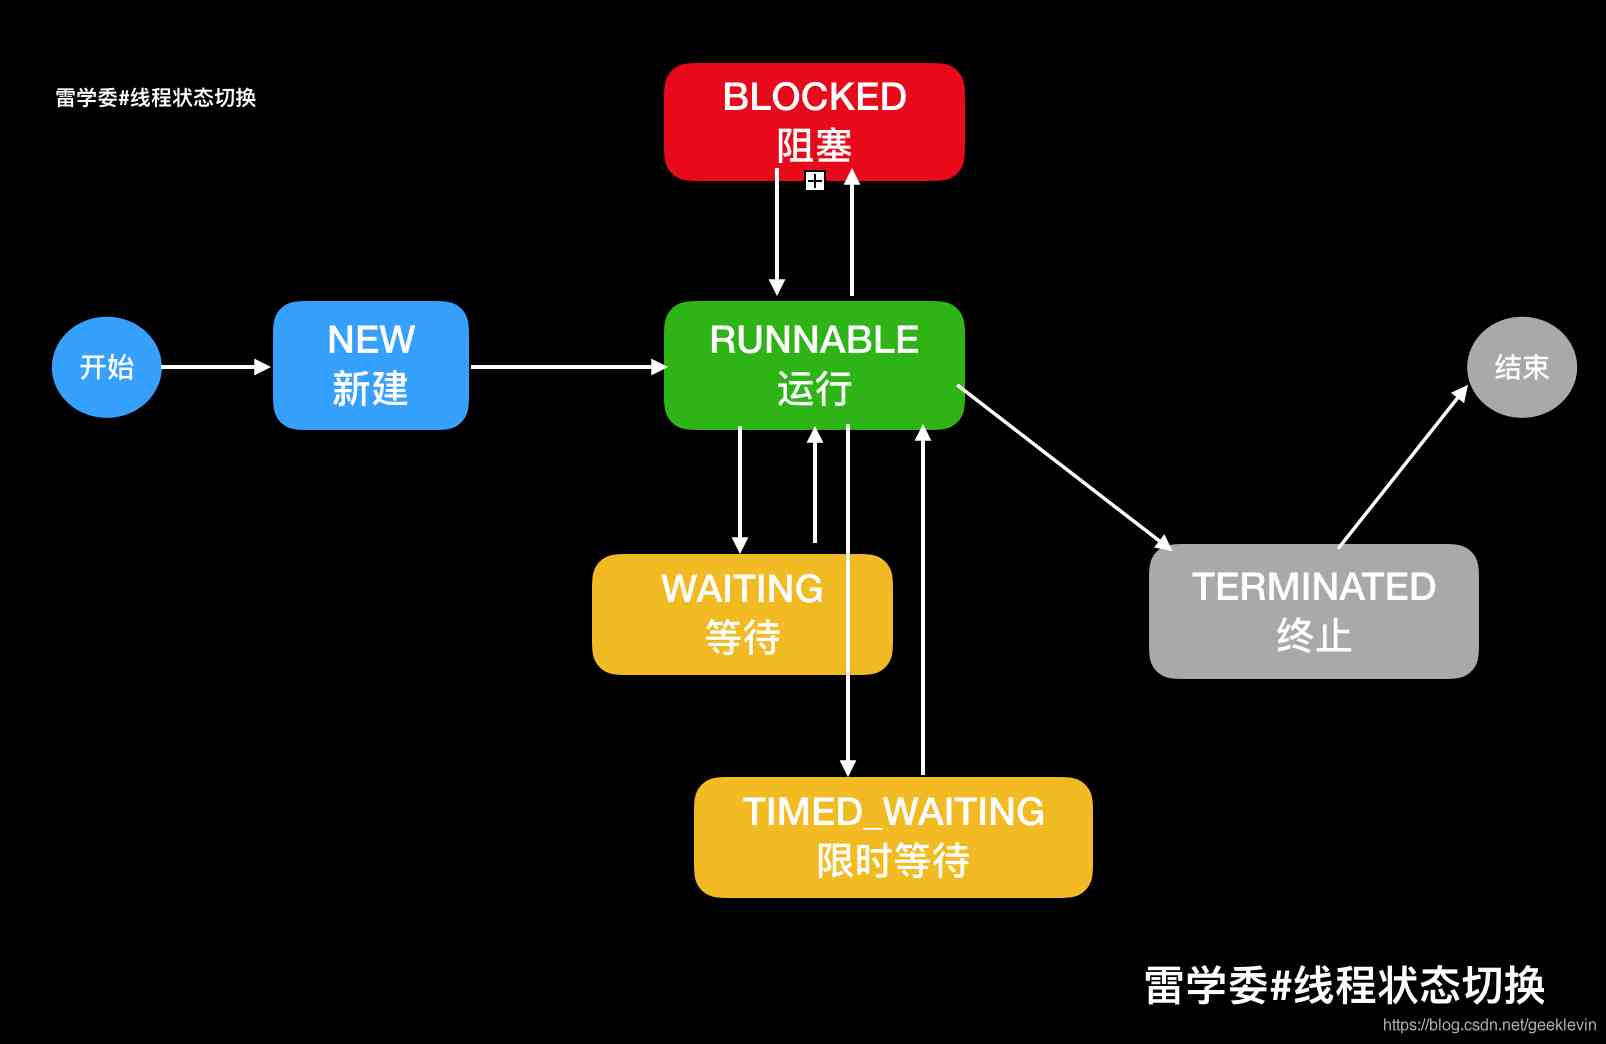 雷学委#线程状态切换
BLOCKED
阻塞
开始
NEW
新建
RUNNABLE
运行
结束
WAITING
等待
TERMINATED
终止
TIMED_WAITING
限时等待
雷学委#线程状态切换
https://blog.csdn.net/geeklevin